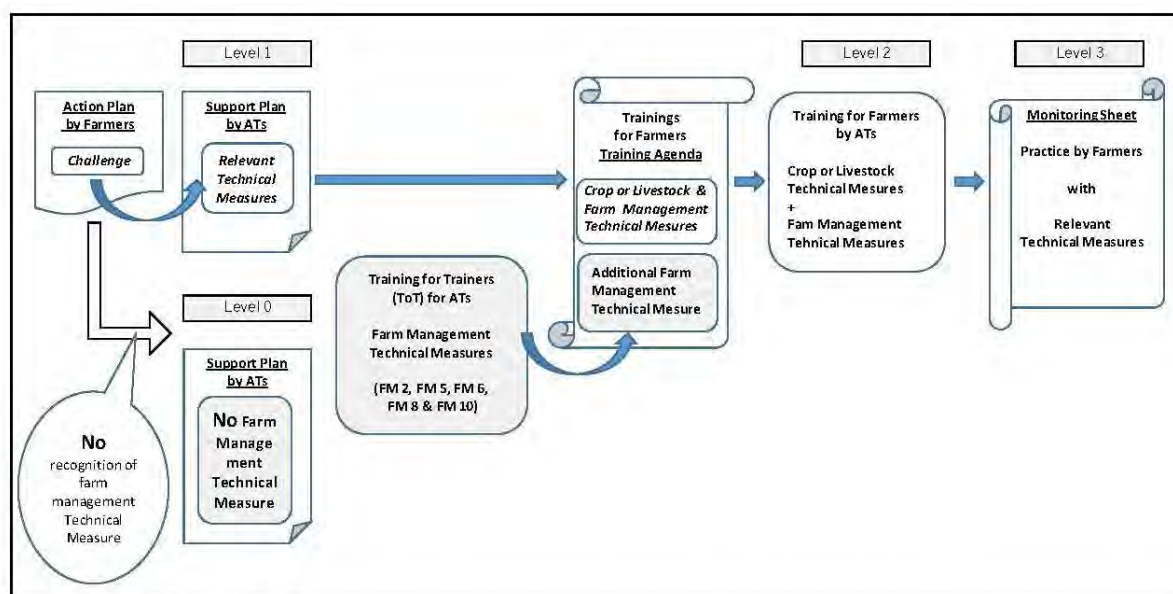 Level 1
Action Plan
by Farmers
Challenge
Support Plan
by ATs
Relevant
Technical
Measures
Trainings
for Farmers
Training Agenda
Crop or Livestock &
Farm Management
Technical Mesures
Additional Farm
Management
Technical Mesure
Level 2
Training for Farmers
by ATs
Crop or Livestock
Technical Mesures
+
Fam Management
Tehnical Measures
Level 3
Monitoring Sheet
Practice by Farmers
with
Relevant
Technical Measures
Training for Trainers
(ToT) for ATs
Farm Management
Technical Measures
(FM 2, FM 5, FM 6,
FM 8 & FM 10)
Level 0
Support Plan
by ATs
No Farm
Manage
ment
Technical
Measure
No
recognition of
farm
management
Technical
Measure